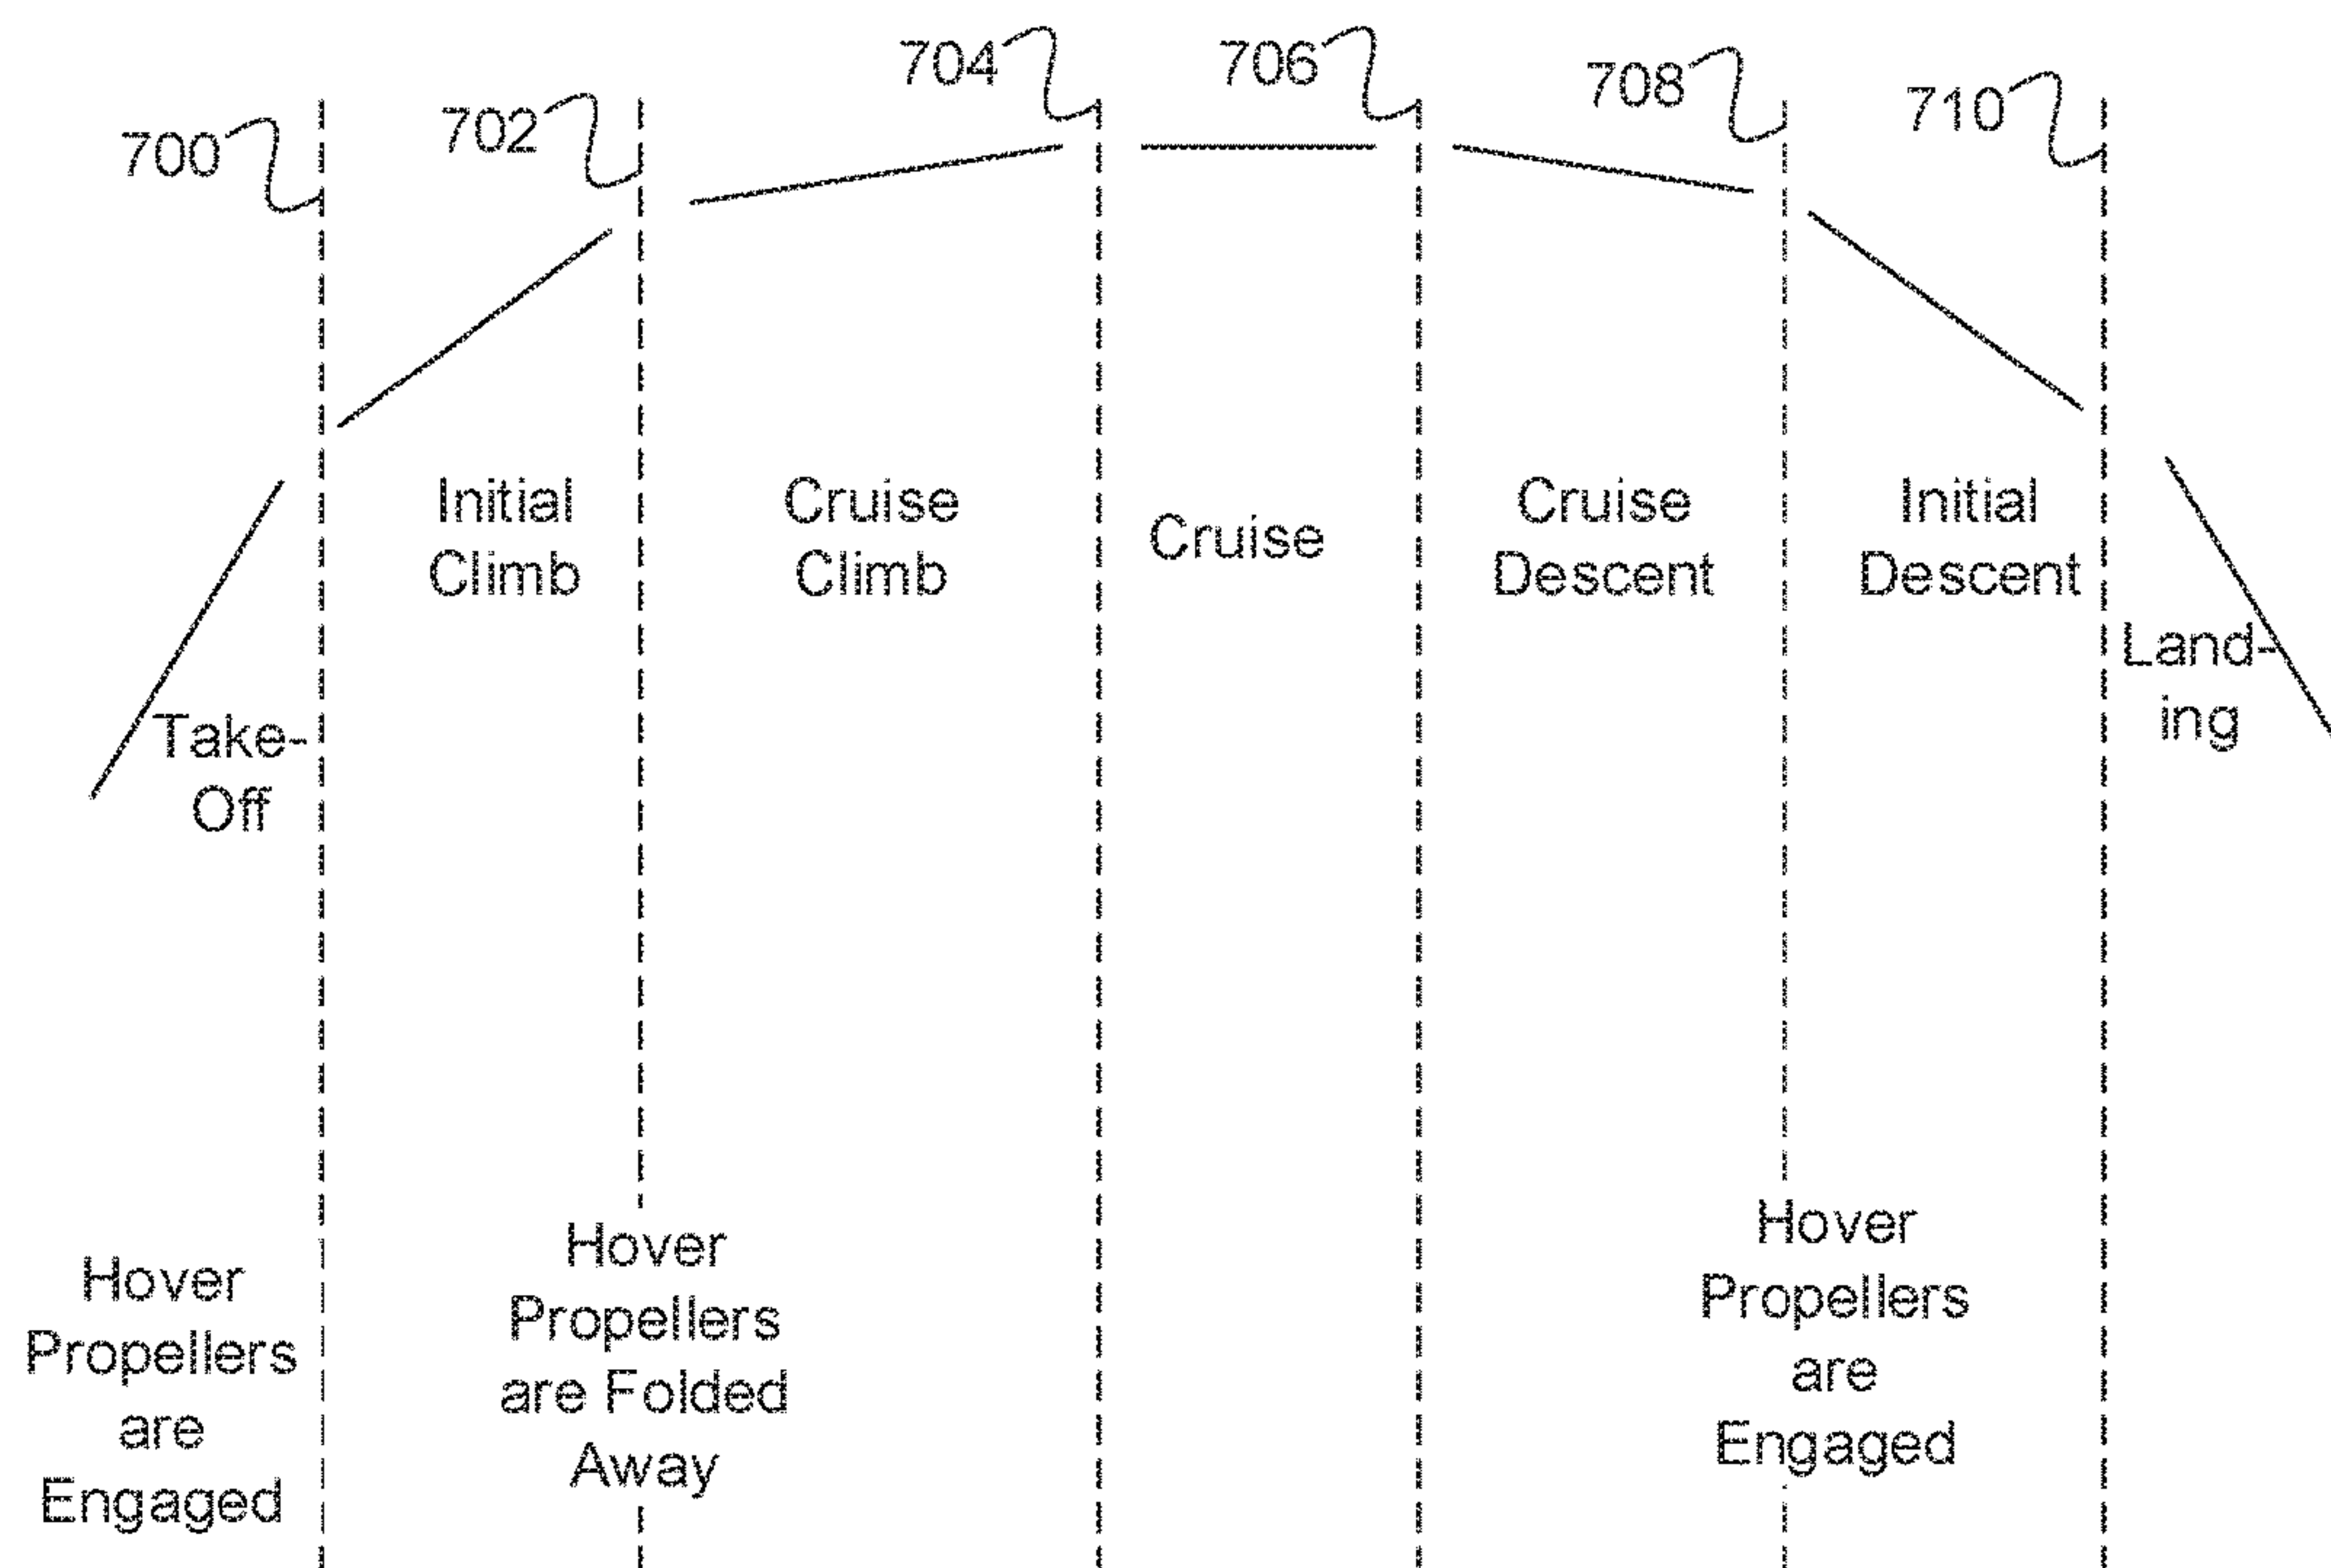 700
702
704
706
708
710
Take-
Off
Initial
Climb
Cruise
Climb
Cruise
Cruise
Descent
Initial
Descent
Land-
ing
Hover
Propellers
are
Engaged
Hover
Propellers
are Folded
Away
Hover
Propellers
are
Engaged